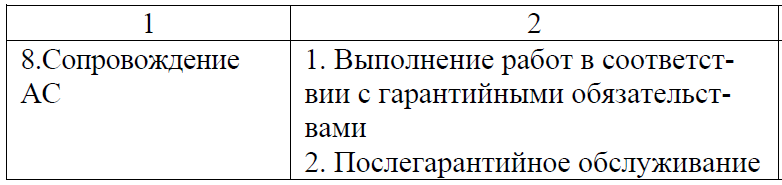 1
2
8.Сопровождение
АС
1. Выполнение работ в соответст-
вии с гарантийными обязательст-
вами
2. Послегарантийное обслуживание